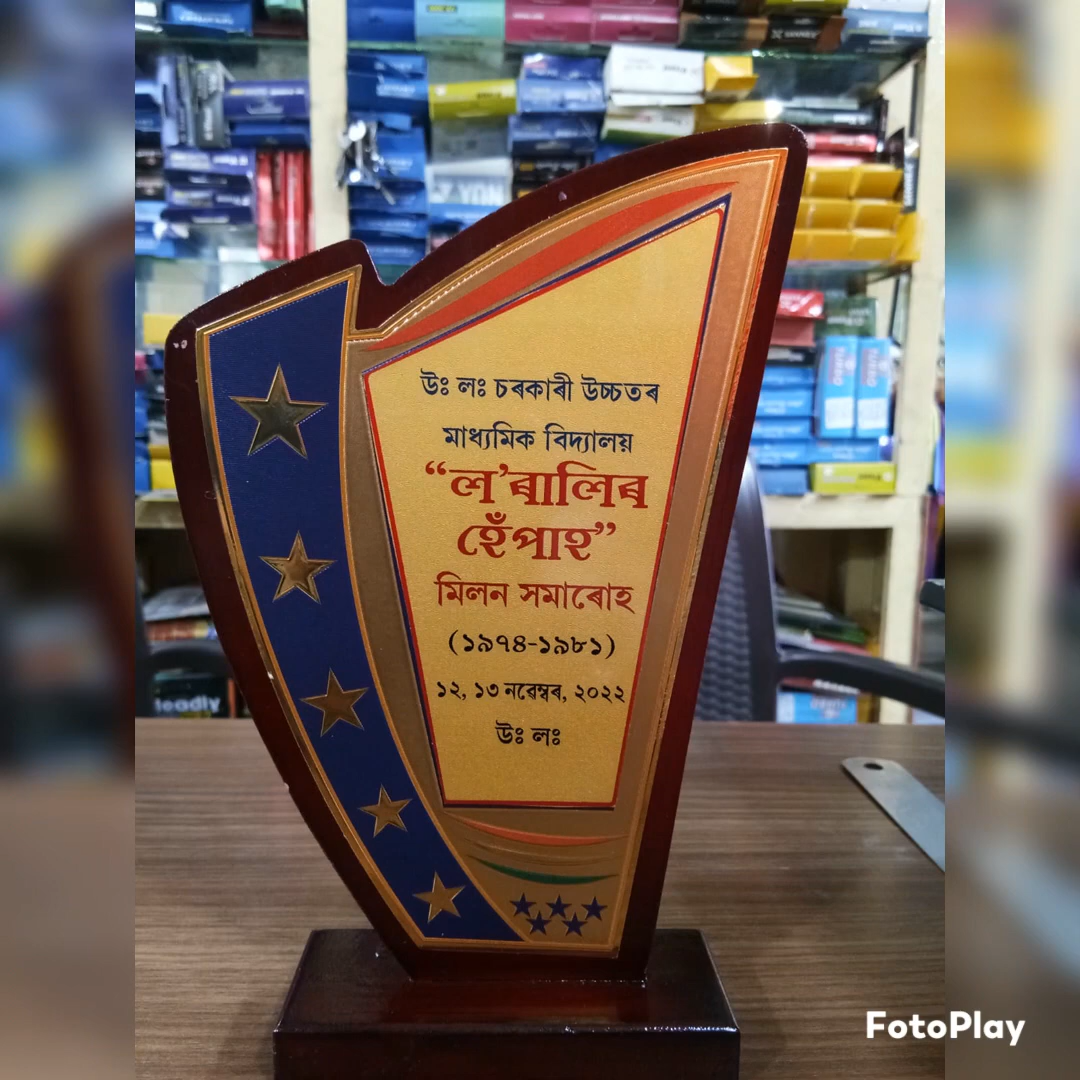 উঃ লঃ চৰকাৰী উচ্চতৰ
মাধ্যমিক বিদ্যালয়
“ল'ৰালিৰ
হেঁপাহ”
মিলন সমাৰোহ
(১৯৭৪-১৯৮১)
১২, ১৩ নৱেম্বৰ, ২০২২
উঃ লঃ
FotoPlay